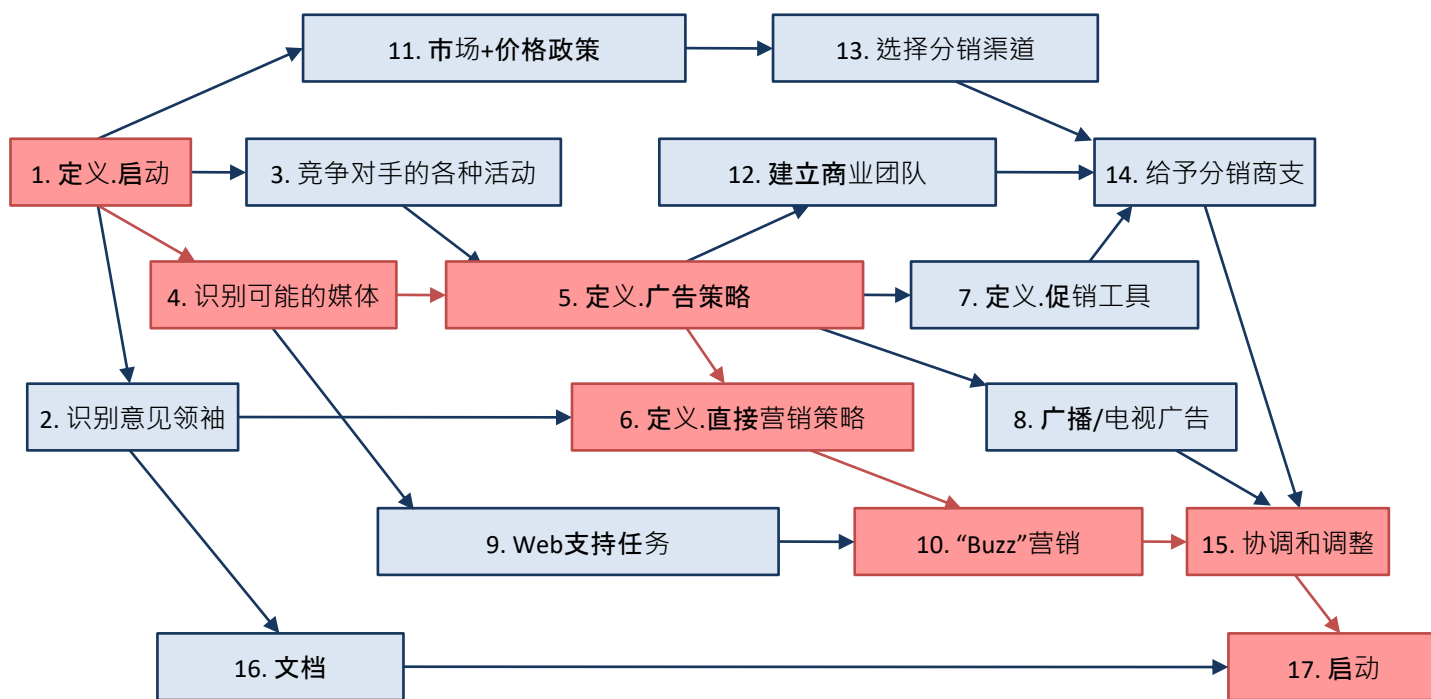 11. 市场+价格政策
13. 选择分销渠道
1. 定义.启动
3. 竞争对手的各种活动
12. 建立商业团队
14. 给予分销商支
4. 识别可能的媒体
5. 定义.广告策略
7. 定义.促销工具
2. 识别意见领袖
6. 定义.直接营销策略
8. 广播/电视广告
9. Web支持任务
10. “Buzz”营销
15. 协调和调整
16. 文档
17. 启动